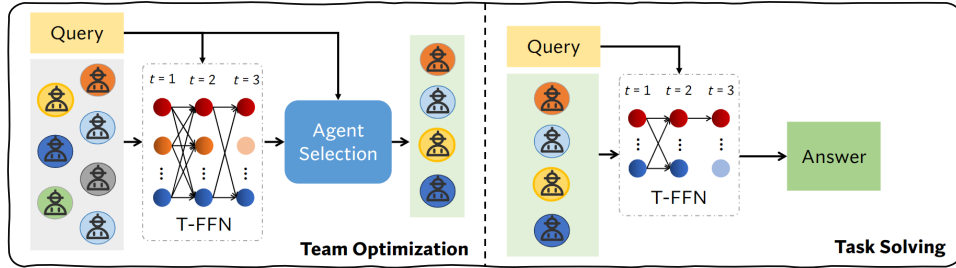 Query
t = 1 t = 2 t = 3
⋮ ⋮ ⋮
T-FFN
Agent
Selection
Team Optimization
Query
t = 1 t = 2 t = 3
⋮ ⋮ ⋮
T-FFN
Answer
Task Solving